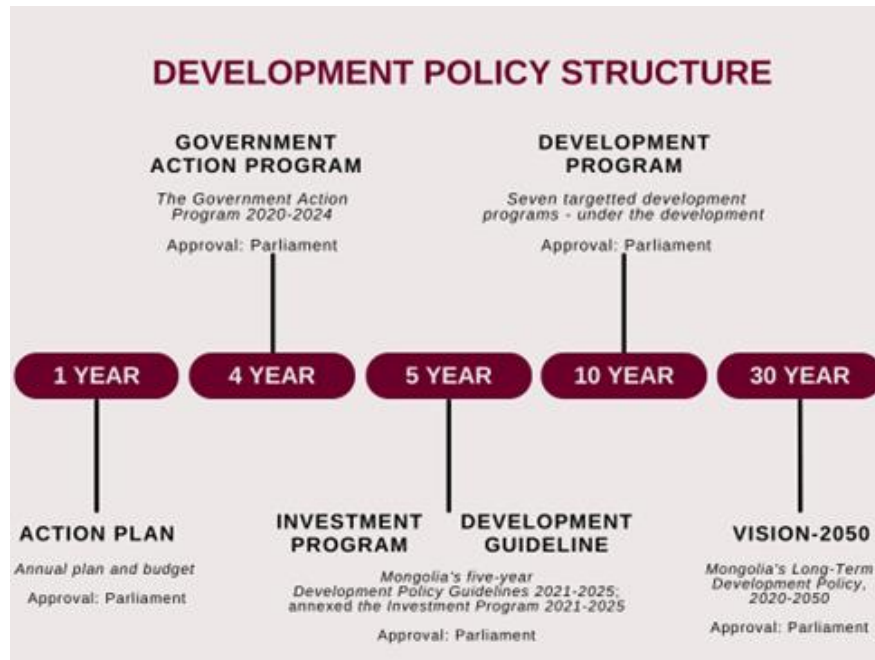 DEVELOPMENT POLICY STRUCTURE
GOVERNMENT
ACTION PROGRAM
The Government Action
Program 2020-2024
Approval: Parliament
DEVELOPMENT
PROGRAM
Seven targetted development
programs - under the development
Approval: Parliament
1 YEAR
4 YEAR
5 YEAR
10 YEAR
30 YEAR
ACTION PLAN
Annual plan and budget
Approval: Parliament
INVESTMENT
PROGRAM
DEVELOPMENT
GUIDELINE
Mongolia's five-year
Development Policy Guidelines 2021-2025;
annexed the Investment Program 2021-2025
Approval: Parliament
VISION-2050
Mongolia's Long-Term
Development Policy,
2020-2050
Approval: Parliament